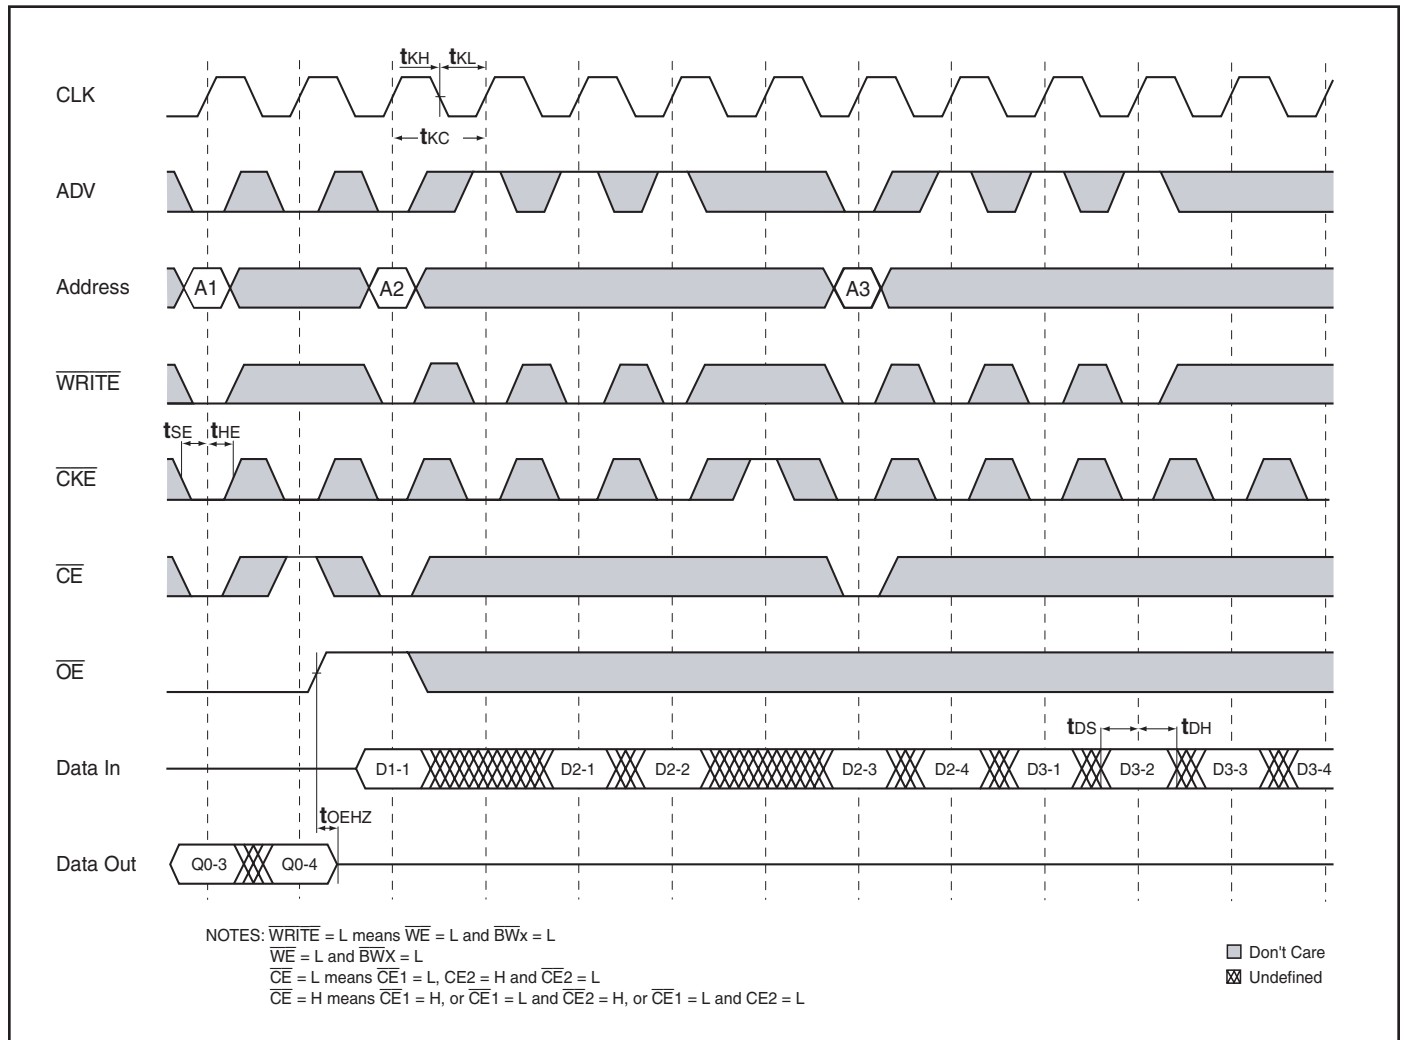 tKH tKL
CLK
tKC
ADV
Address A1 A2 A3
WRITE
tSE tHE
CKE
CE
OE
tDS tDH
Data In D1-1 D2-1 D2-2 D2-3 D2-4 D3-1 D3-2 D3-3 D3-4
tOEHZ
Data Out Q0-3 Q0-4
NOTES: WRITE = L means WE = L and BWx = L
WE = L and BWX = L
CE = L means CE1 = L, CE2 = H and CE2 = L
CE = H means CE1 = H, or CE1 = L and CE2 = H, or CE1 = L and CE2 = L
Don't Care
Undefined